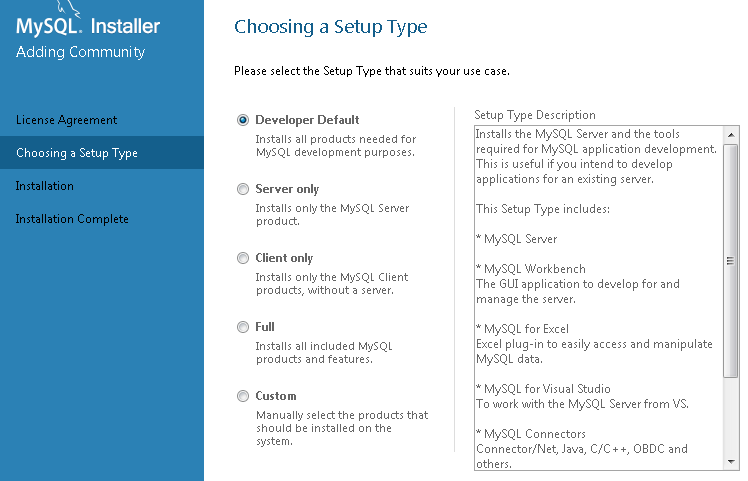 MySQL. Installer
Adding Community
License Agreement
Choosing a Setup Type
Installation
Installation Complete
Choosing a Setup Type
Please select the Setup Type that suits your use case.
Developer Default
Installs all products needed for
MySQL development purposes.
Server only
Installs only the MySQL Server
product.
Client only
Installs only the MySQL Client
products, without a server.
Full
Installs all included MySQL
products and features.
Custom
Manually select the products that
should be installed on the
system.
Setup Type Description
Installs the MySQL Server and the tools
required for MySQL application development.
This is useful if you intend to develop
applications for an existing server.
This Setup Type includes:
* MySQL Server
* MySQL Workbench
The GUI application to develop for and
manage the server.
* MySQL for Excel
Excel plug-in to easily access and manipulate
MySQL data.
* MySQL for Visual Studio
To work with the MySQL Server from VS.
* MySQL Connectors
Connector/Net, Java, C/C++, OBDC and
others.